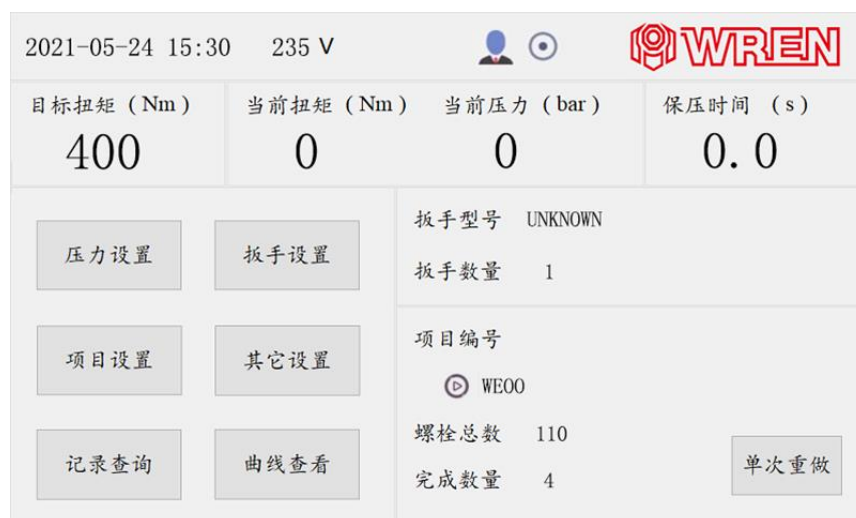 2021-05-24 15:30 235 V WREN
目标扭矩 (Nm) 当前扭矩 (Nm) 当前压力 (bar) 保压时间 (s)
400 0 0 0.0
压力设置 扳手设置
项目设置 其它设置
记录查询 曲线查看
扳手型号 UNKNOWN
扳手数量 1
项目编号
WE00
螺栓总数 110
完成数量 4
单次重做